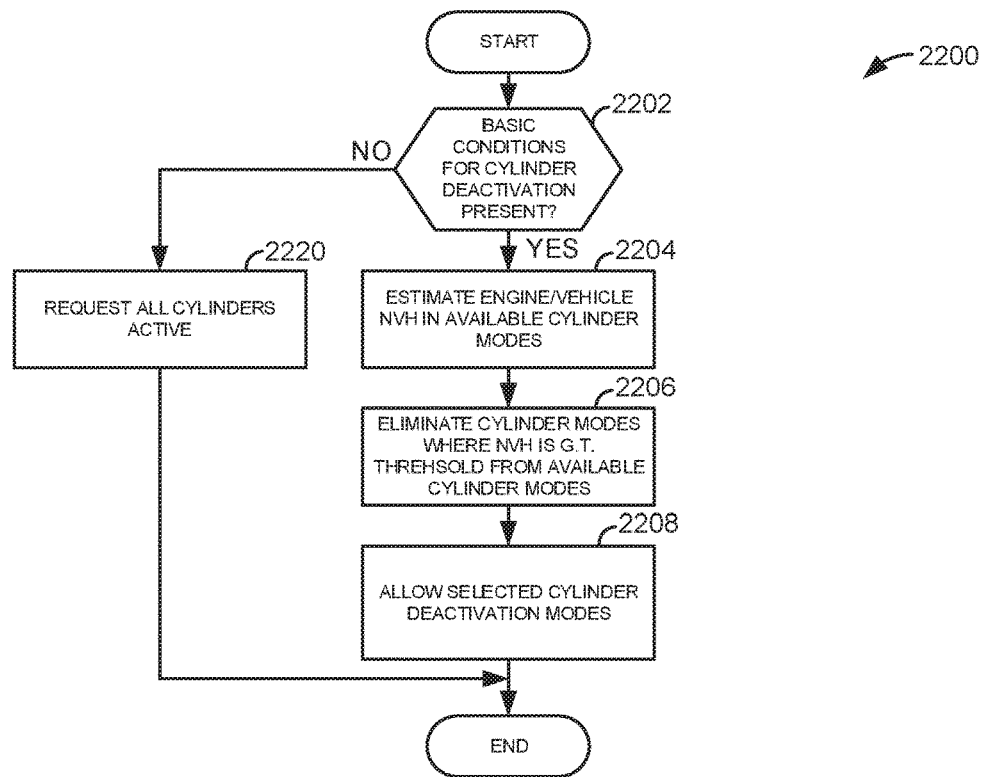 START
2200
2202
BASIC
CONDITIONS
FOR CYLINDER
DEACTIVATION
PRESENT?
NO
YES
2220
REQUEST ALL CYLINDERS
ACTIVE
2204
ESTIMATE ENGINE/VEHICLE
NVH IN AVAILABLE CYLINDER
MODES
2206
ELIMINATE CYLINDER MODES
WHERE NVH IS G.T.
THREHSOLD FROM AVAILABLE
CYLINDER MODES
2208
ALLOW SELECTED CYLINDER
DEACTIVATION MODES
END